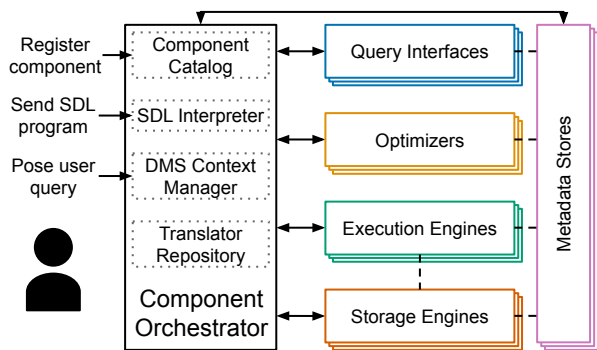 Register
component
Send SDL
program
Pose user
query
Component
Catalog
SDL Interpreter
DMS Context
Manager
Translator
Repository
Component
Orchestrator
Query Interfaces
Optimizers
Execution Engines
Storage Engines
Metadata Stores